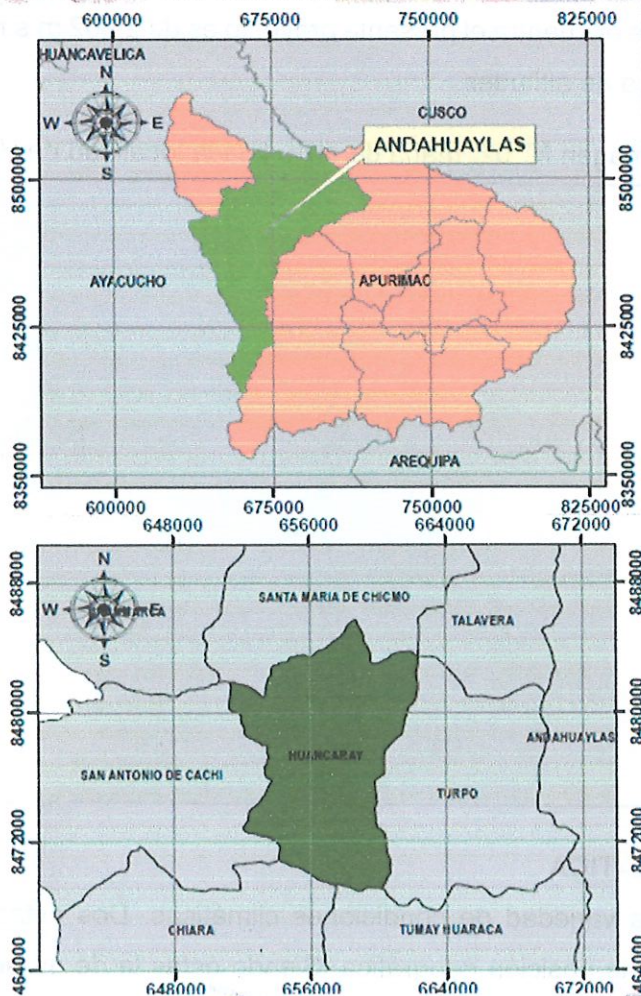 600000 675000 750000 825000
HUANCAVELICA
N
W E
S
CUSCO
ANDAHUAYLAS
8500000 8500000
AYACUCHO
APURIMAC
8425000 8425000
AREQUIPA
8350000 8350000
600000 675000 750000 825000
648000 656000 664000 672000
N
W E
S
8488000 8488000
SANTA MARIA DE CHICMO
TALAVERA
8480000 8480000
ANDAHUAYLAS
HUANCARAY
SAN ANTONIO DE CACHI
TURPO
8472000 8472000
CHIARA
TUMAY HUARACA
648000 656000 664000 672000